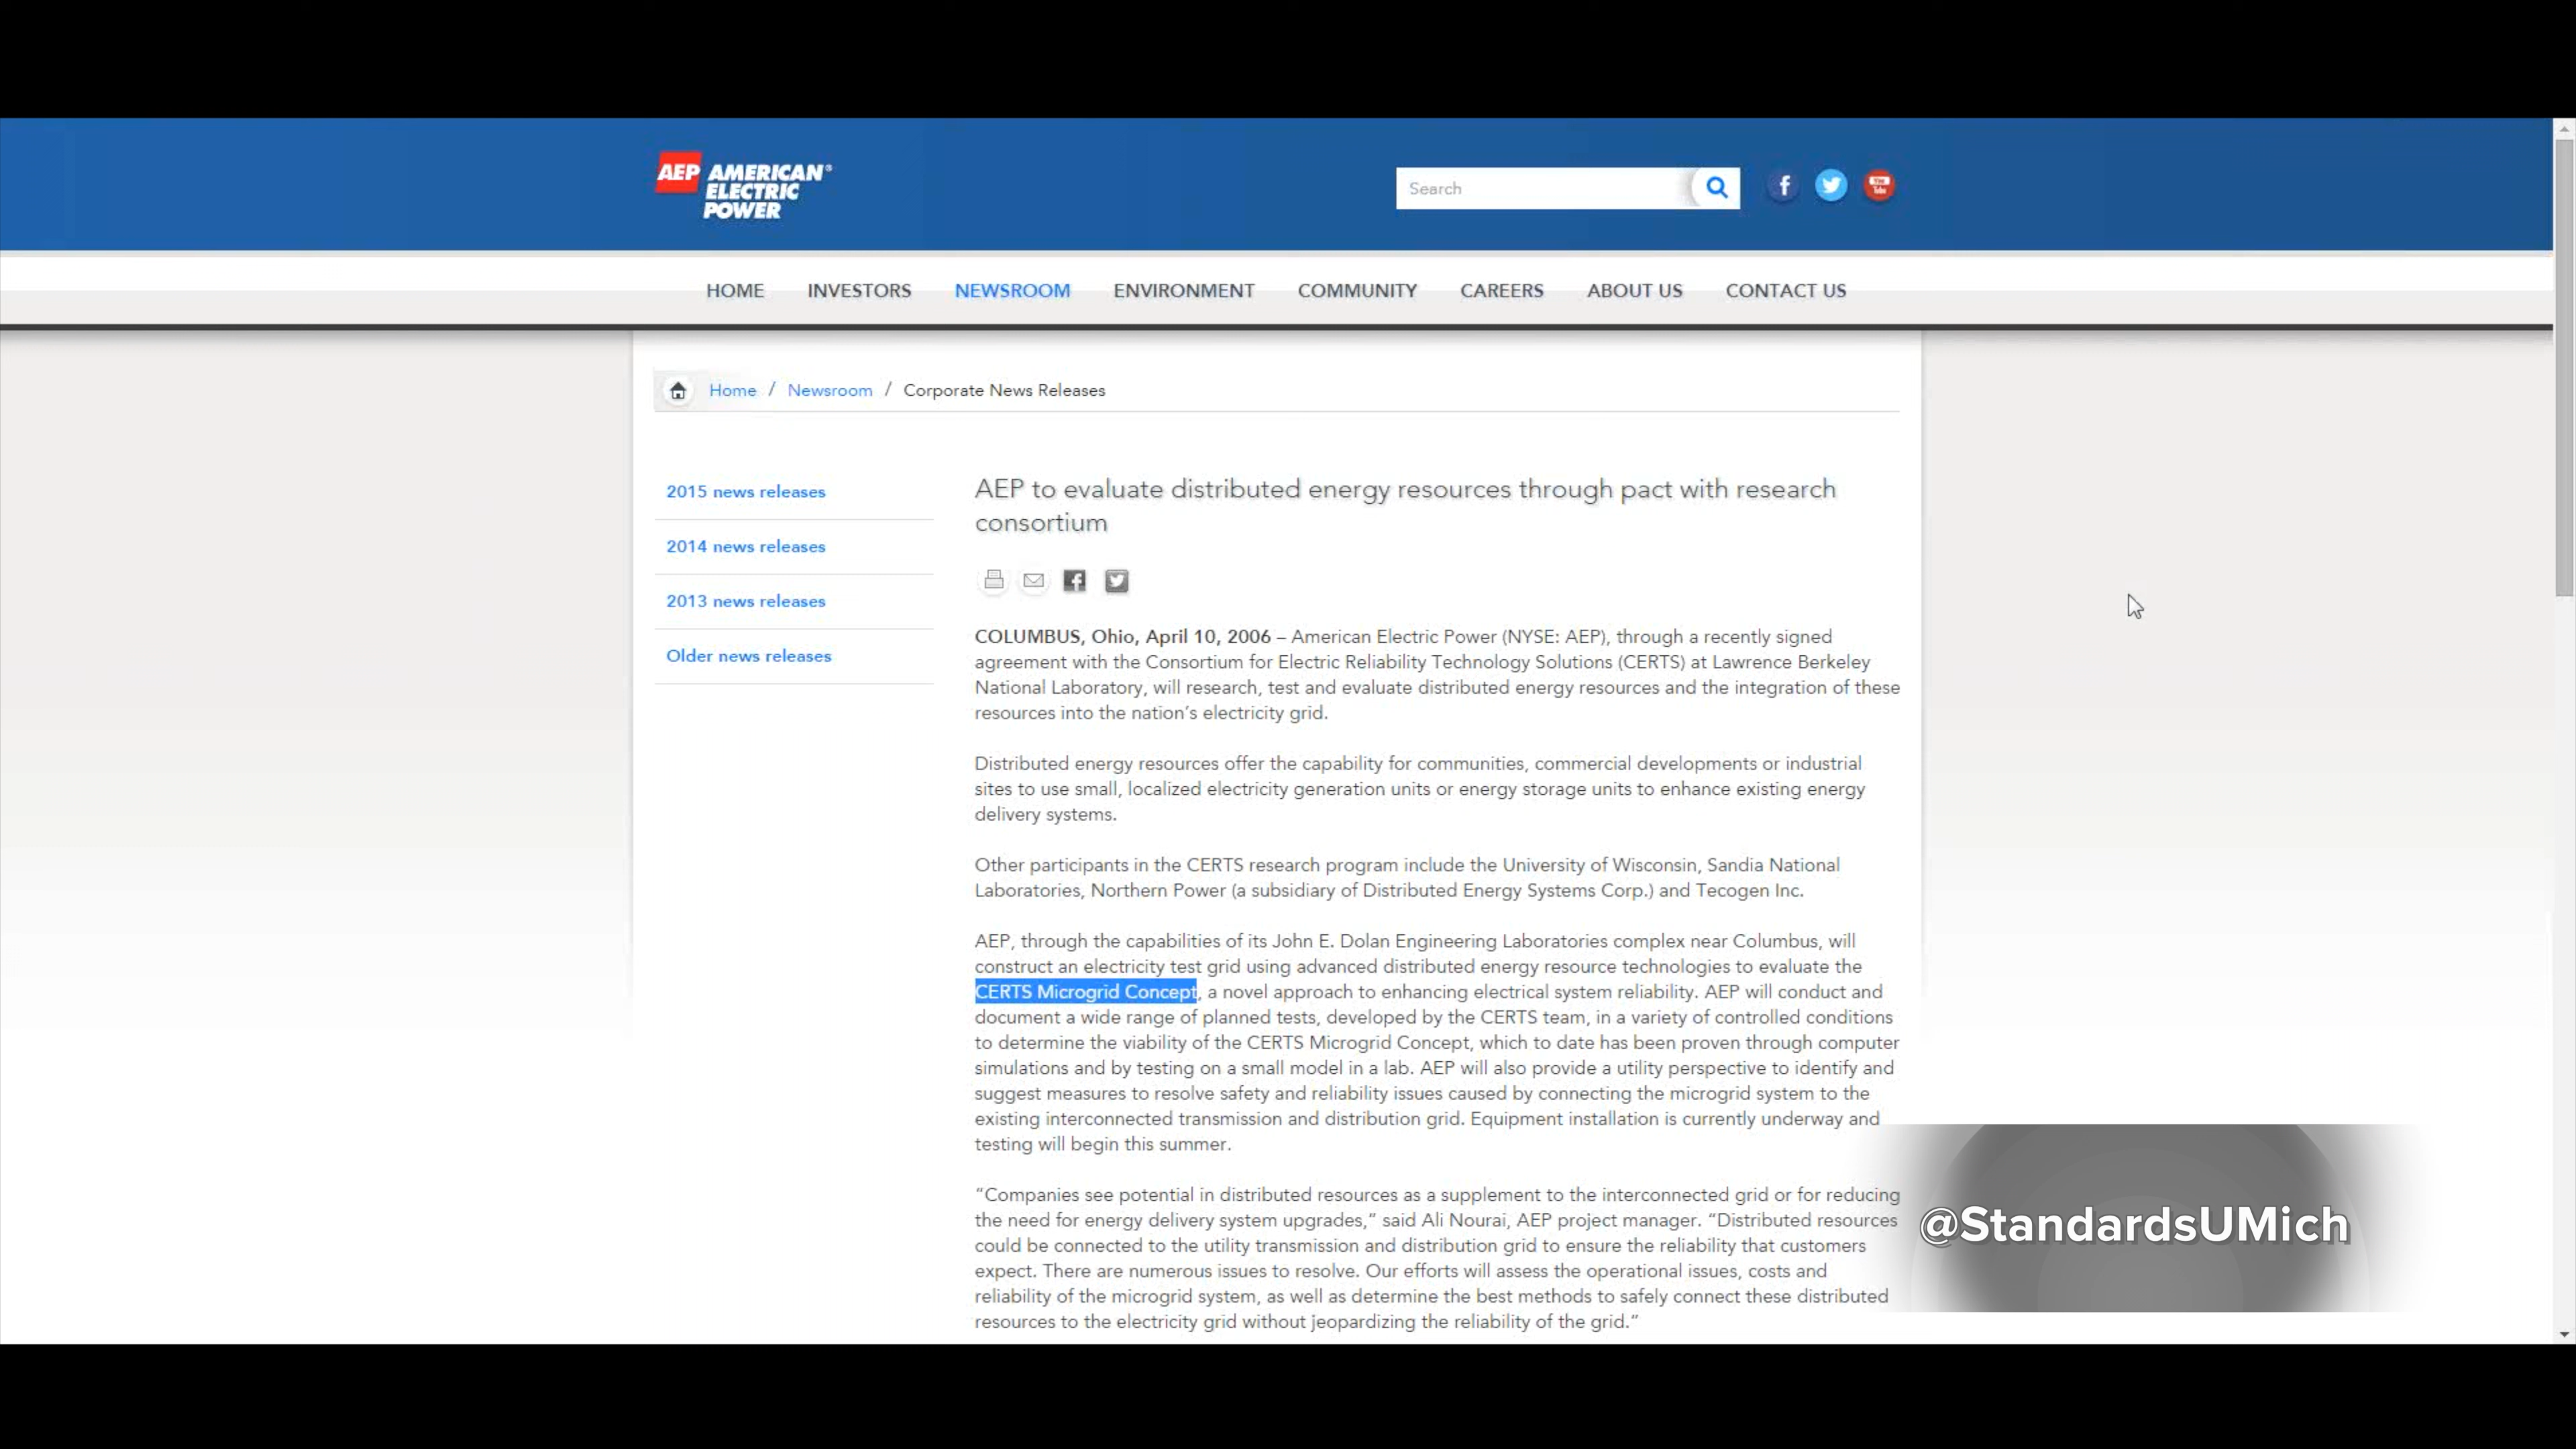 AEP AMERICAN®
ELECTRIC
POWER
Search
You
Tube
HOME INVESTORS NEWSROOM ENVIRONMENT COMMUNITY CAREERS ABOUT US CONTACT US
Home / Newsroom / Corporate News Releases
2015 news releases
2014 news releases
2013 news releases
Older news releases
AEP to evaluate distributed energy resources through pact with research
consortium
COLUMBUS, Ohio, April 10, 2006 – American Electric Power (NYSE: AEP), through a recently signed
agreement with the Consortium for Electric Reliability Technology Solutions (CERTS) at Lawrence Berkeley
National Laboratory, will research, test and evaluate distributed energy resources and the integration of these
resources into the nation’s electricity grid.
Distributed energy resources offer the capability for communities, commercial developments or industrial
sites to use small, localized electricity generation units or energy storage units to enhance existing energy
delivery systems.
Other participants in the CERTS research program include the University of Wisconsin, Sandia National
Laboratories, Northern Power (a subsidiary of Distributed Energy Systems Corp.) and Tecogen Inc.
AEP, through the capabilities of its John E. Dolan Engineering Laboratories complex near Columbus, will
construct an electricity test grid using advanced distributed energy resource technologies to evaluate the
CERTS Microgrid Concept, a novel approach to enhancing electrical system reliability. AEP will conduct and
document a wide range of planned tests, developed by the CERTS team, in a variety of controlled conditions
to determine the viability of the CERTS Microgrid Concept, which to date has been proven through computer
simulations and by testing on a small model in a lab. AEP will also provide a utility perspective to identify and
suggest measures to resolve safety and reliability issues caused by connecting the microgrid system to the
existing interconnected transmission and distribution grid. Equipment installation is currently underway and
testing will begin this summer.
“Companies see potential in distributed resources as a supplement to the interconnected grid or for reducing
the need for energy delivery system upgrades,” said Ali Nourai, AEP project manager. “Distributed resources
could be connected to the utility transmission and distribution grid to ensure the reliability that customers
expect. There are numerous issues to resolve. Our efforts will assess the operational issues, costs and
reliability of the microgrid system, as well as determine the best methods to safely connect these distributed
resources to the electricity grid without jeopardizing the reliability of the grid.”
@StandardsUMich